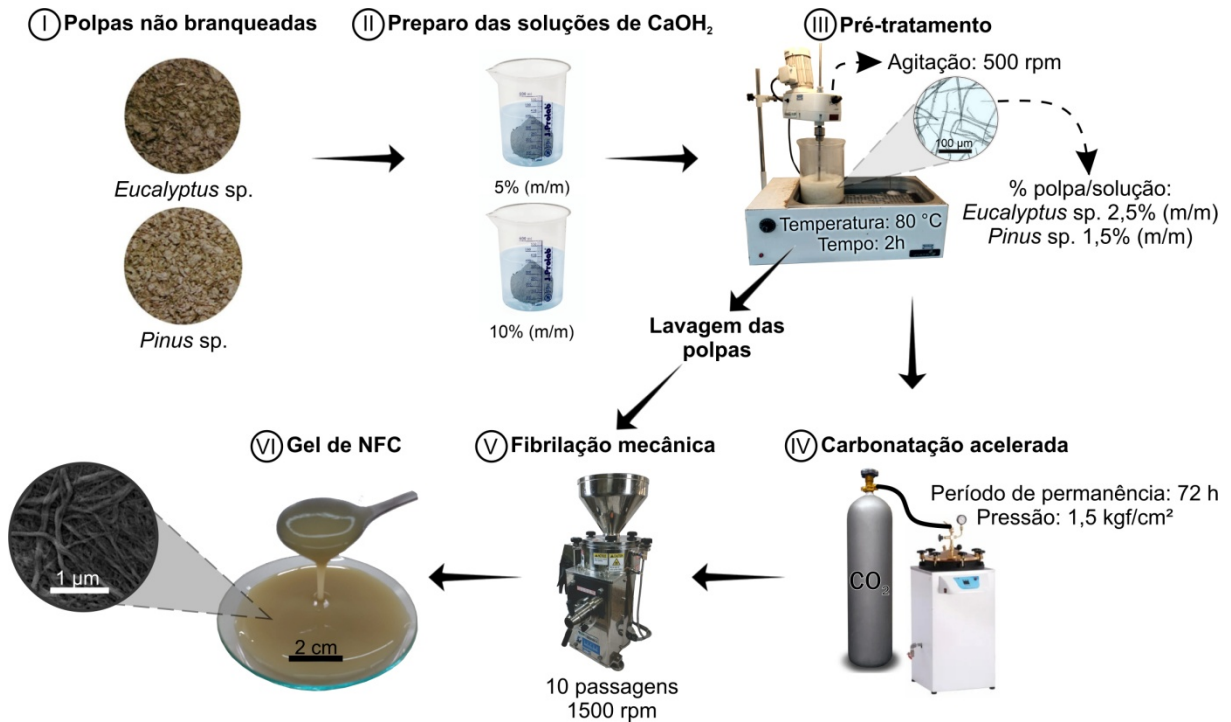 I Polpas não branqueadas
Eucalyptus sp.
Pinus sp.
II Preparo das soluções de CaOH₂
J.Prolab
5% (m/m)
J.Prolab
10% (m/m)
III Pré-tratamento
Agitação: 500 rpm
100 µm
% polpa/solução:
Eucalyptus sp. 2,5% (m/m)
Pinus sp. 1,5% (m/m)
Temperatura: 80 °C
Tempo: 2h
Lavagem das
polpas
IV Carbonatação acelerada
Período de permanência: 72 h
Pressão: 1,5 kgf/cm²
CO₂
V Fibrilação mecânica
10 passagens
1500 rpm
VI Gel de NFC
1 µm
2 cm